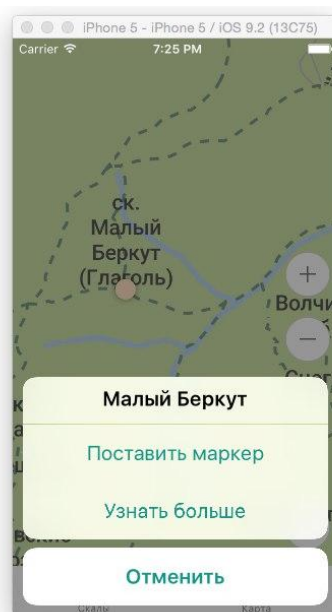 iPhone 5 - iPhone 5 / iOS 9.2 (13C75)
Carrier 7:25 PM
ск.
Малый
Беркут
(Глаголь)
Волчи
Малый Беркут
Поставить маркер
Узнать больше
Отменить
Скалы Карта